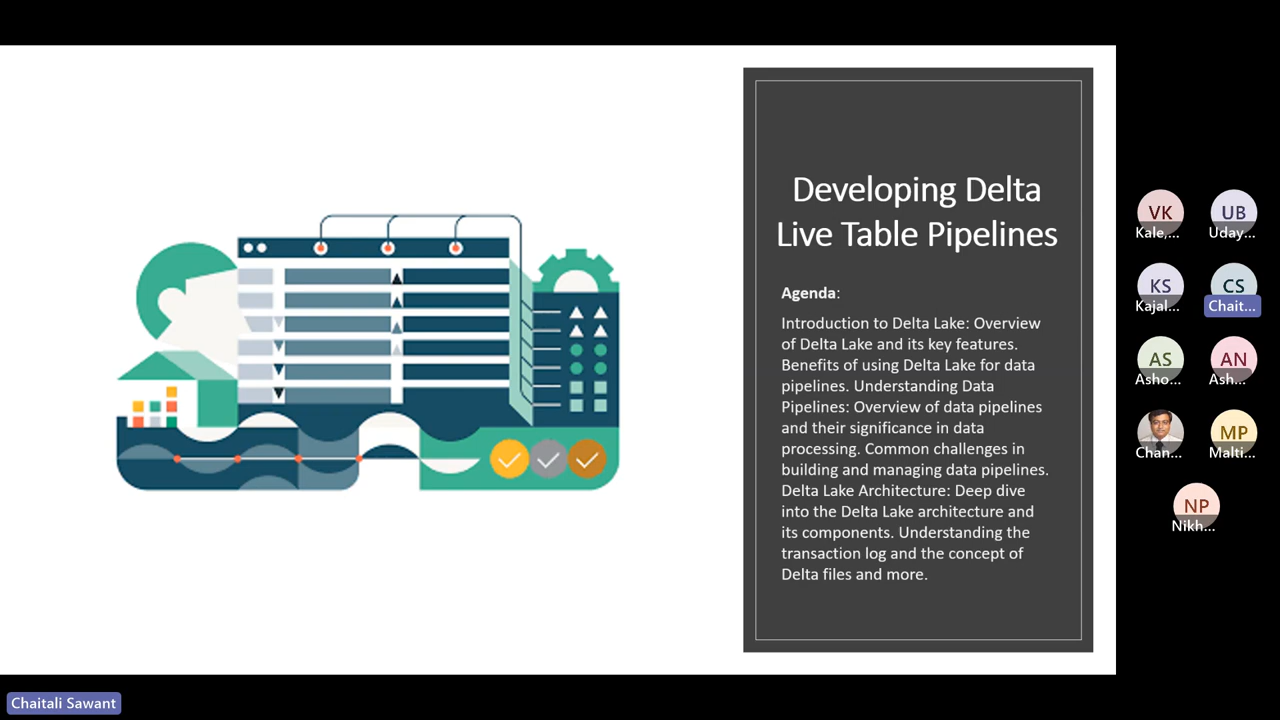 Developing Delta
Live Table Pipelines
Agenda:
Introduction to Delta Lake: Overview
of Delta Lake and its key features.
Benefits of using Delta Lake for data
pipelines. Understanding Data
Pipelines: Overview of data pipelines
and their significance in data
processing. Common challenges in
building and managing data pipelines.
Delta Lake Architecture: Deep dive
into the Delta Lake architecture and
its components. Understanding the
transaction log and the concept of
Delta files and more.
VK
Kale,...
UB
Uday...
KS
Kajal...
CS
Chait...
AS
Asho...
AN
Ash...
Chan...
MP
Malti...
NP
Nikh...
Chaitali Sawant